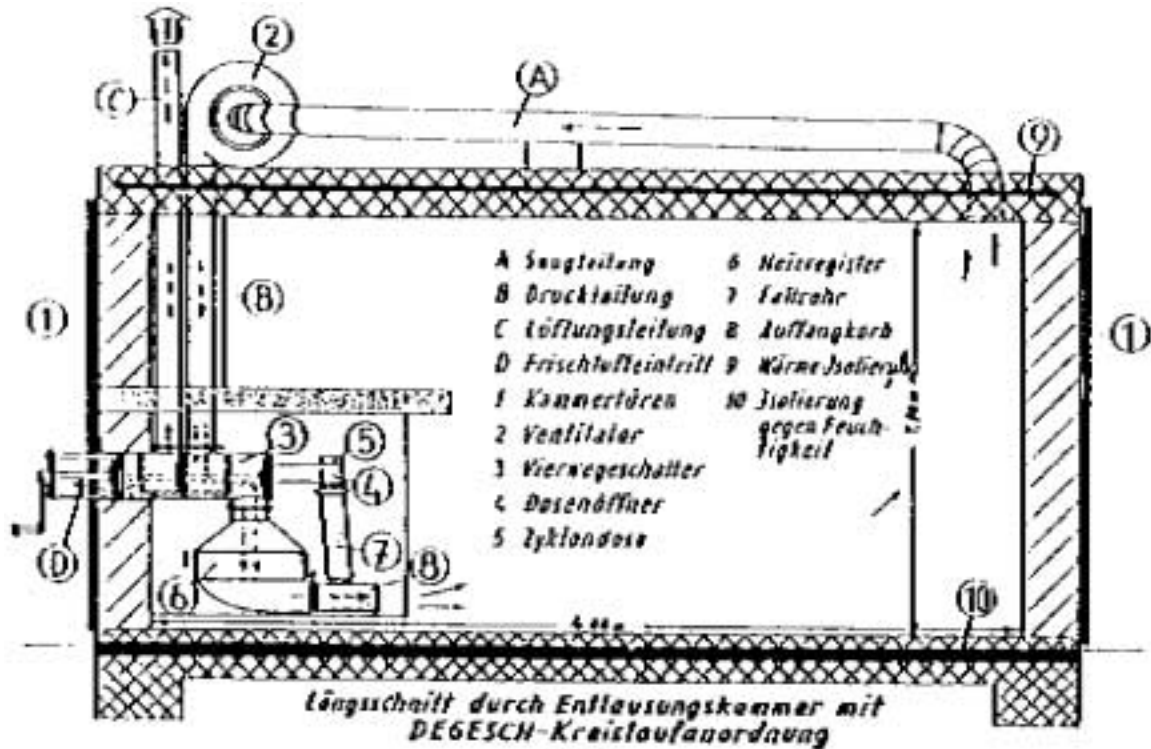 2
C
A
9
A Saugleitung
B Druckleitung
C Lüftungsleitung
D Frischlufteintritt
1 Kammertüren
2 Ventilator
3 Vierwegeschalter
4 Dosenöffner
5 Zyklondose
6 Heizregister
7 Fallrohr
8 Auffangkorb
9 Wärme-Isolierung
10 Isolierung
gegen Feuch-
tigkeit
1
B
1
3
5
4
D
6
7
8
10
Längsschnitt durch Entlausungskammer mit
DEGESCH-Kreislaufanordnung